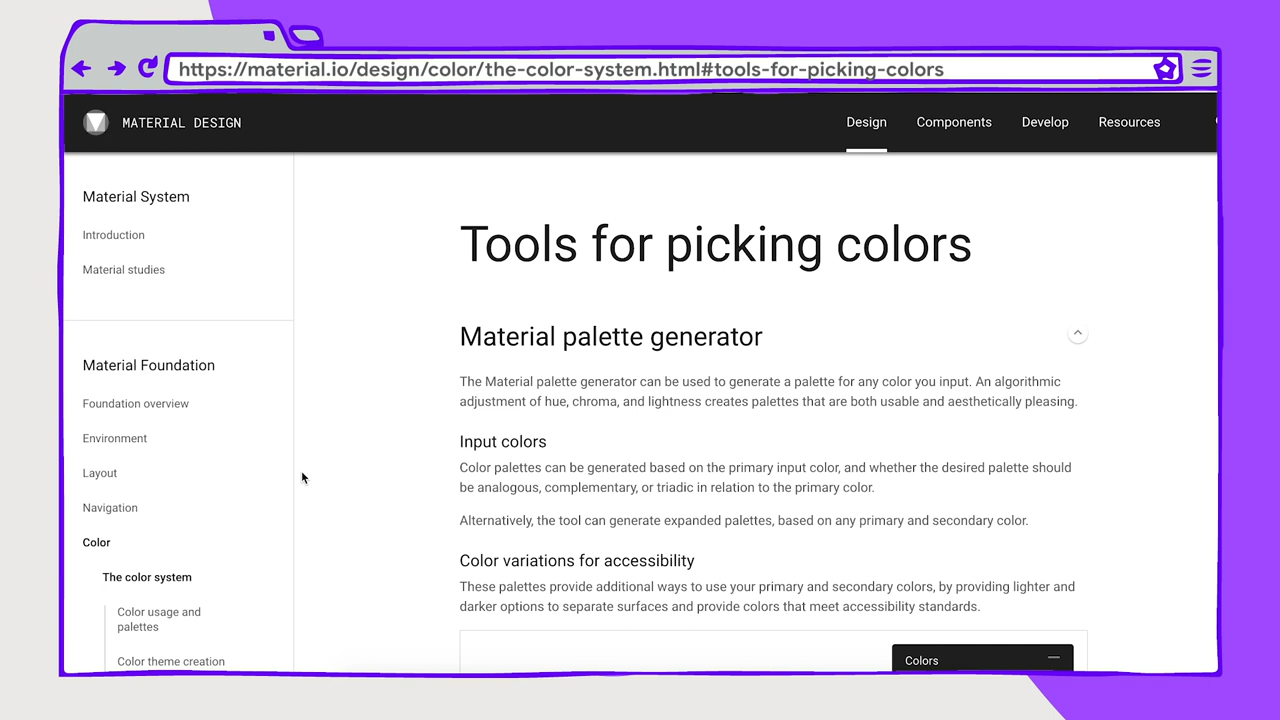 https://material.io/design/color/the-color-system.html#tools-for-picking-colors
MATERIAL DESIGN
Design
Components
Develop
Resources
Material System
Introduction
Material studies
Material Foundation
Foundation overview
Environment
Layout
Navigation
Color
The color system
Color usage and
palettes
Color theme creation
Tools for picking colors
Material palette generator
The Material palette generator can be used to generate a palette for any color you input. An algorithmic
adjustment of hue, chroma, and lightness creates palettes that are both usable and aesthetically pleasing.
Input colors
Color palettes can be generated based on the primary input color, and whether the desired palette should
be analogous, complementary, or triadic in relation to the primary color.
Alternatively, the tool can generate expanded palettes, based on any primary and secondary color.
Color variations for accessibility
These palettes provide additional ways to use your primary and secondary colors, by providing lighter and
darker options to separate surfaces and provide colors that meet accessibility standards.
Colors